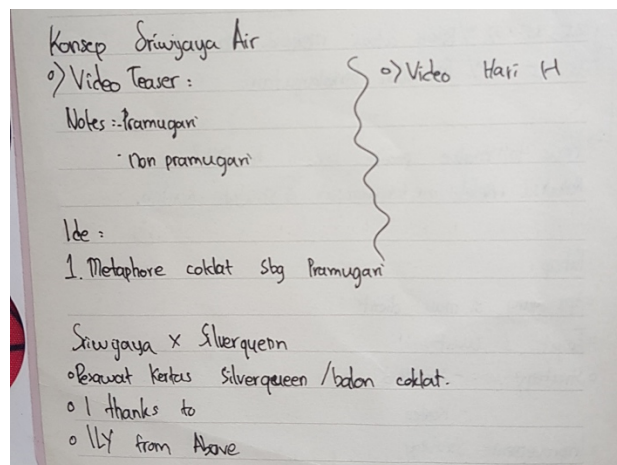 Konsep Sriwijaya Air
o) Video Teaser :
o) Video Hari H
Notes : - Pramugari
- non pramugari
Ide :
1. Metaphore coklat sbg Pramugari
Sriwijaya x Silverqueen
o Pesawat kertas Silverqueen / balon coklat.
o I thanks to
o ILY from Above